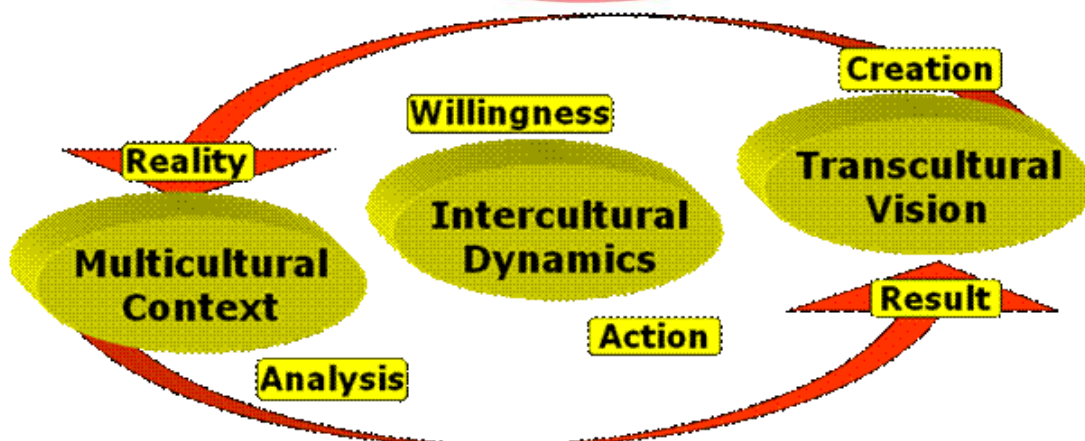 Creation
Willingness
Reality
Transcultural
Vision
Intercultural
Dynamics
Multicultural
Context
Result
Action
Analysis